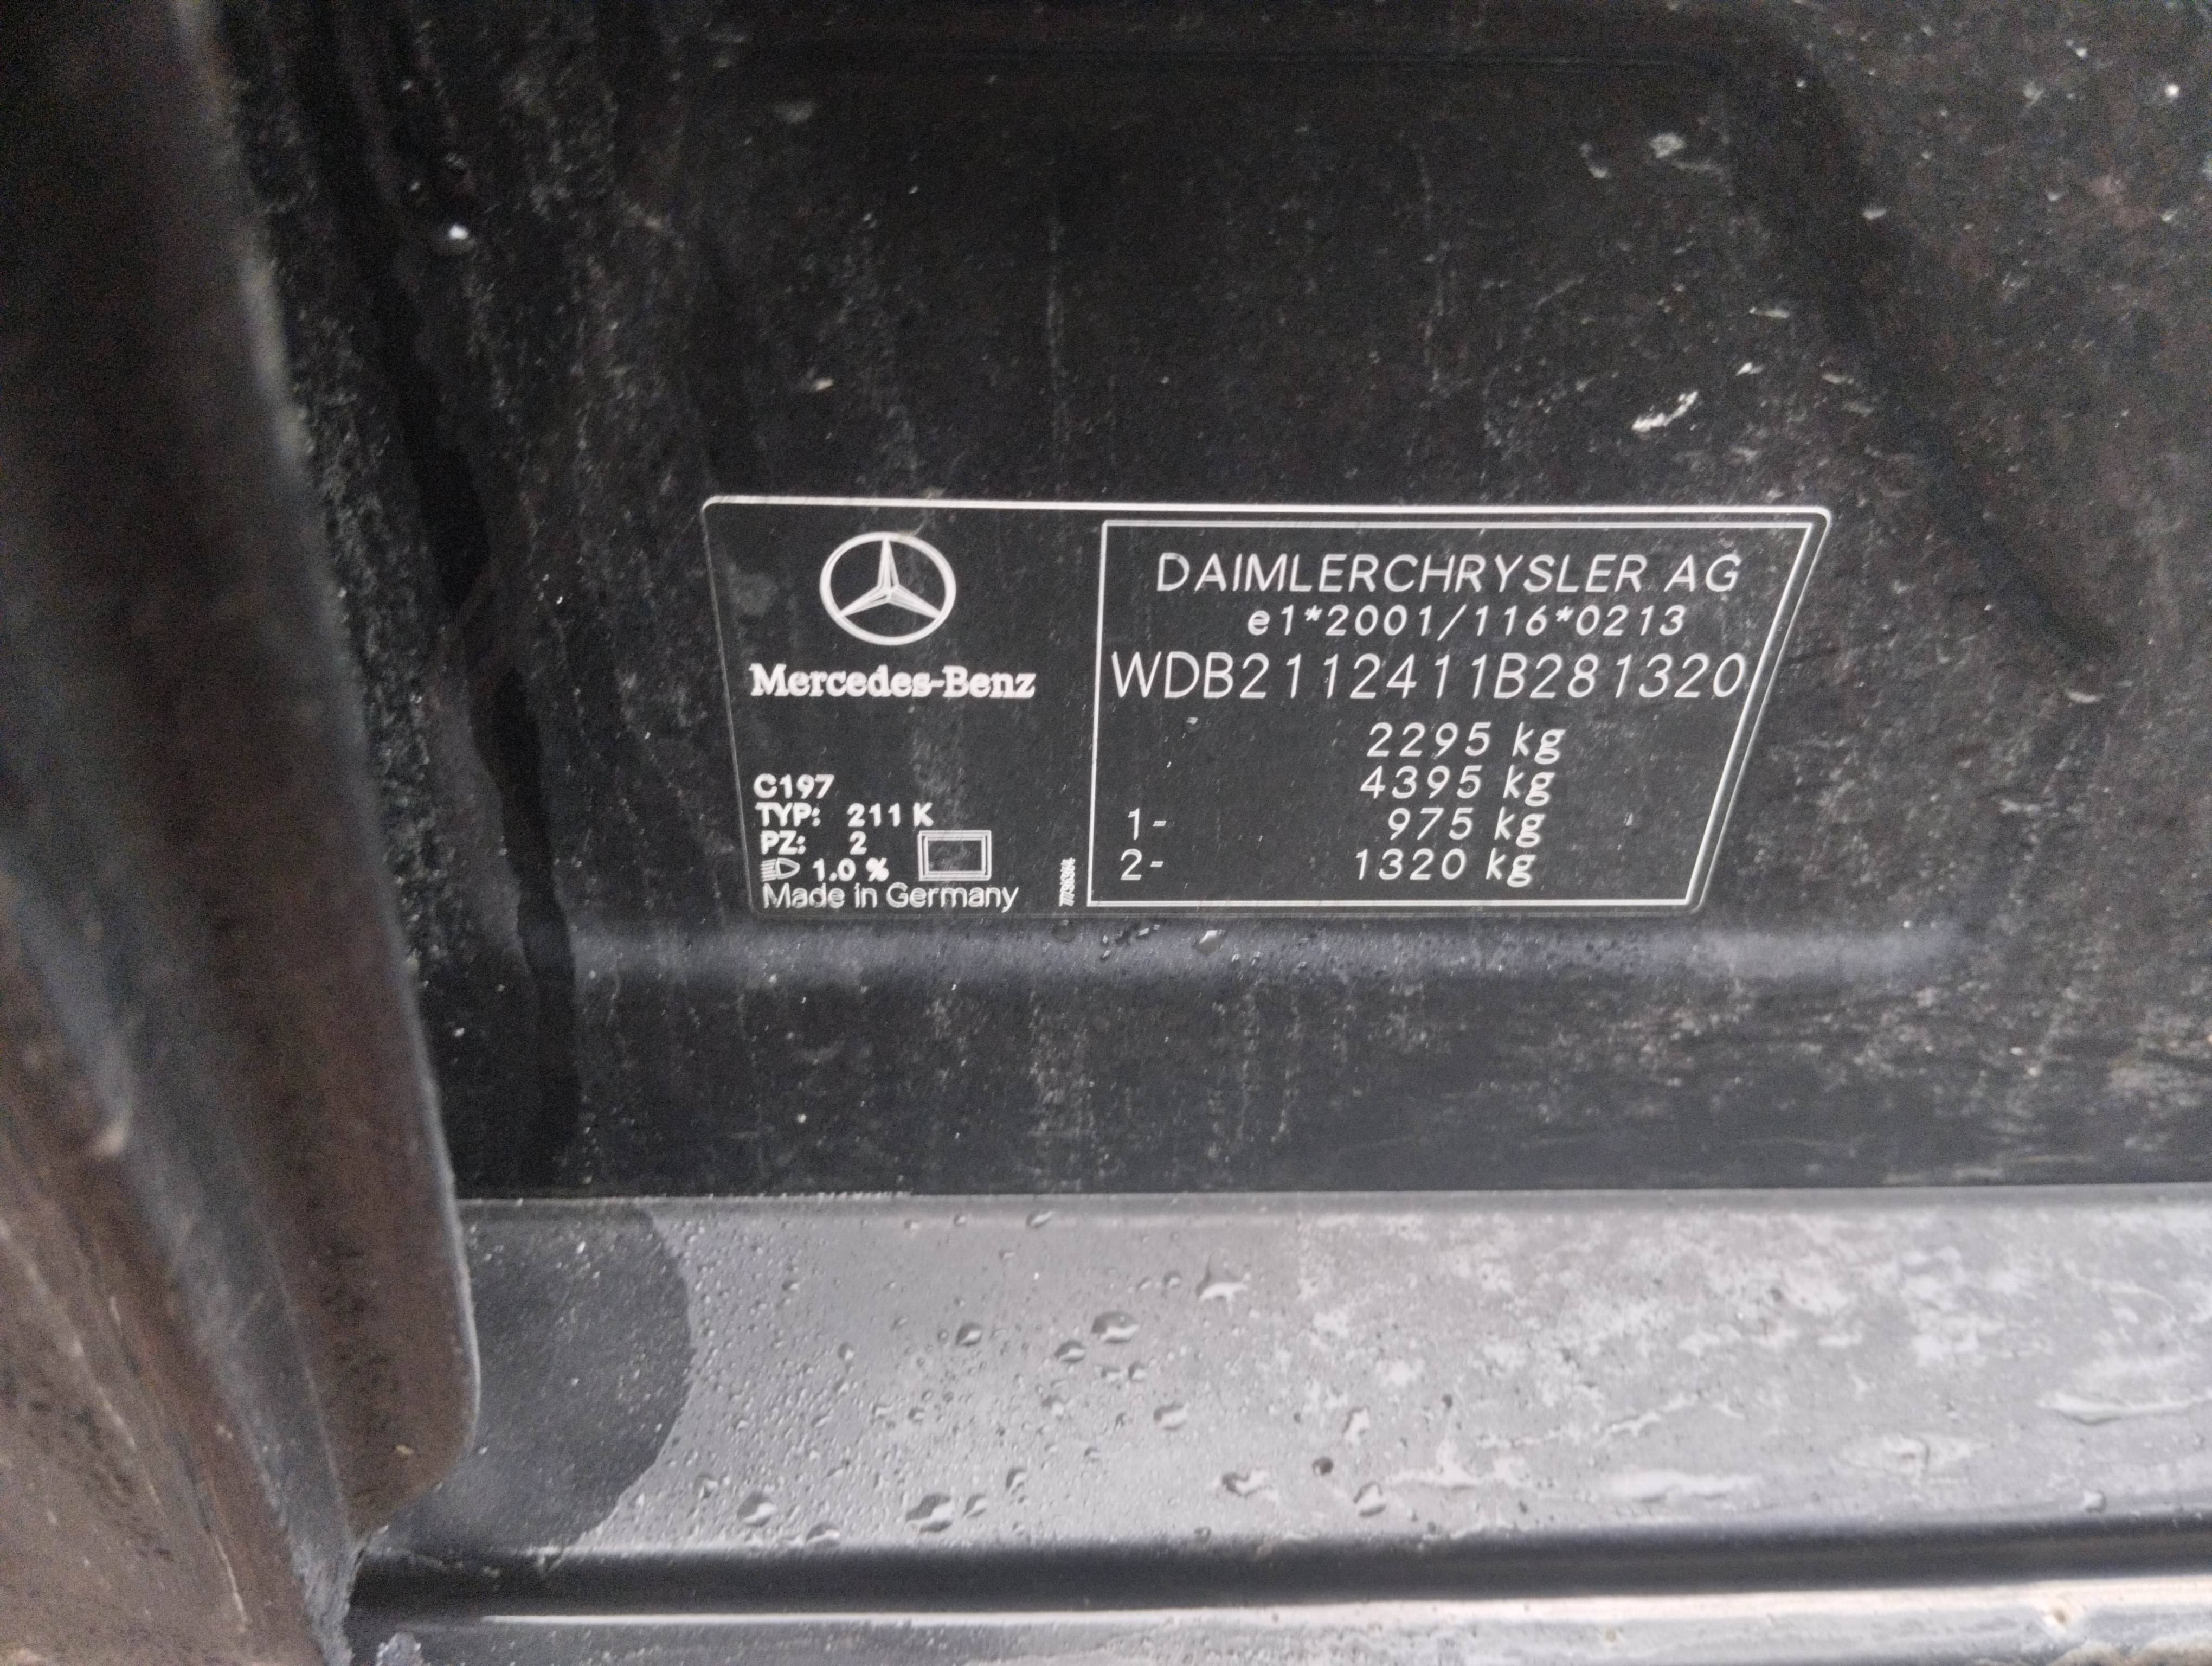 Mercedes-Benz
C197
TYP: 211 K
PZ: 2
1.0 %
Made in Germany
DAIMLERCHRYSLER AG
e1*2001/116*0213
WDB2112411B281320
2295 kg
4395 kg
1- 975 kg
2- 1320 kg